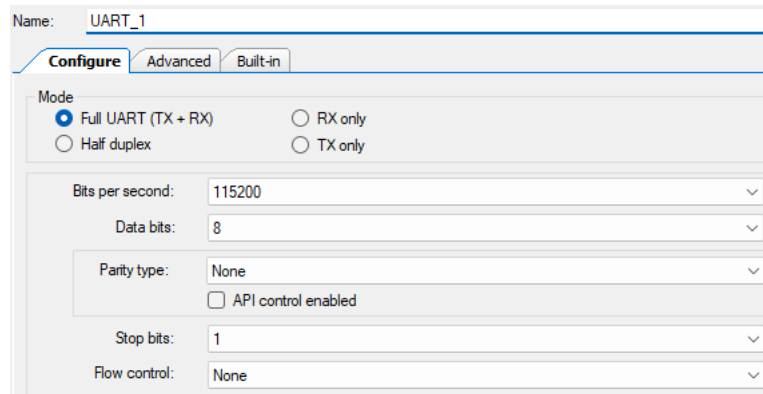 Name: UART_1
Configure Advanced Built-in
Mode
Full UART (TX + RX) RX only
Half duplex TX only
Bits per second: 115200
Data bits: 8
Parity type: None
API control enabled
Stop bits: 1
Flow control: None